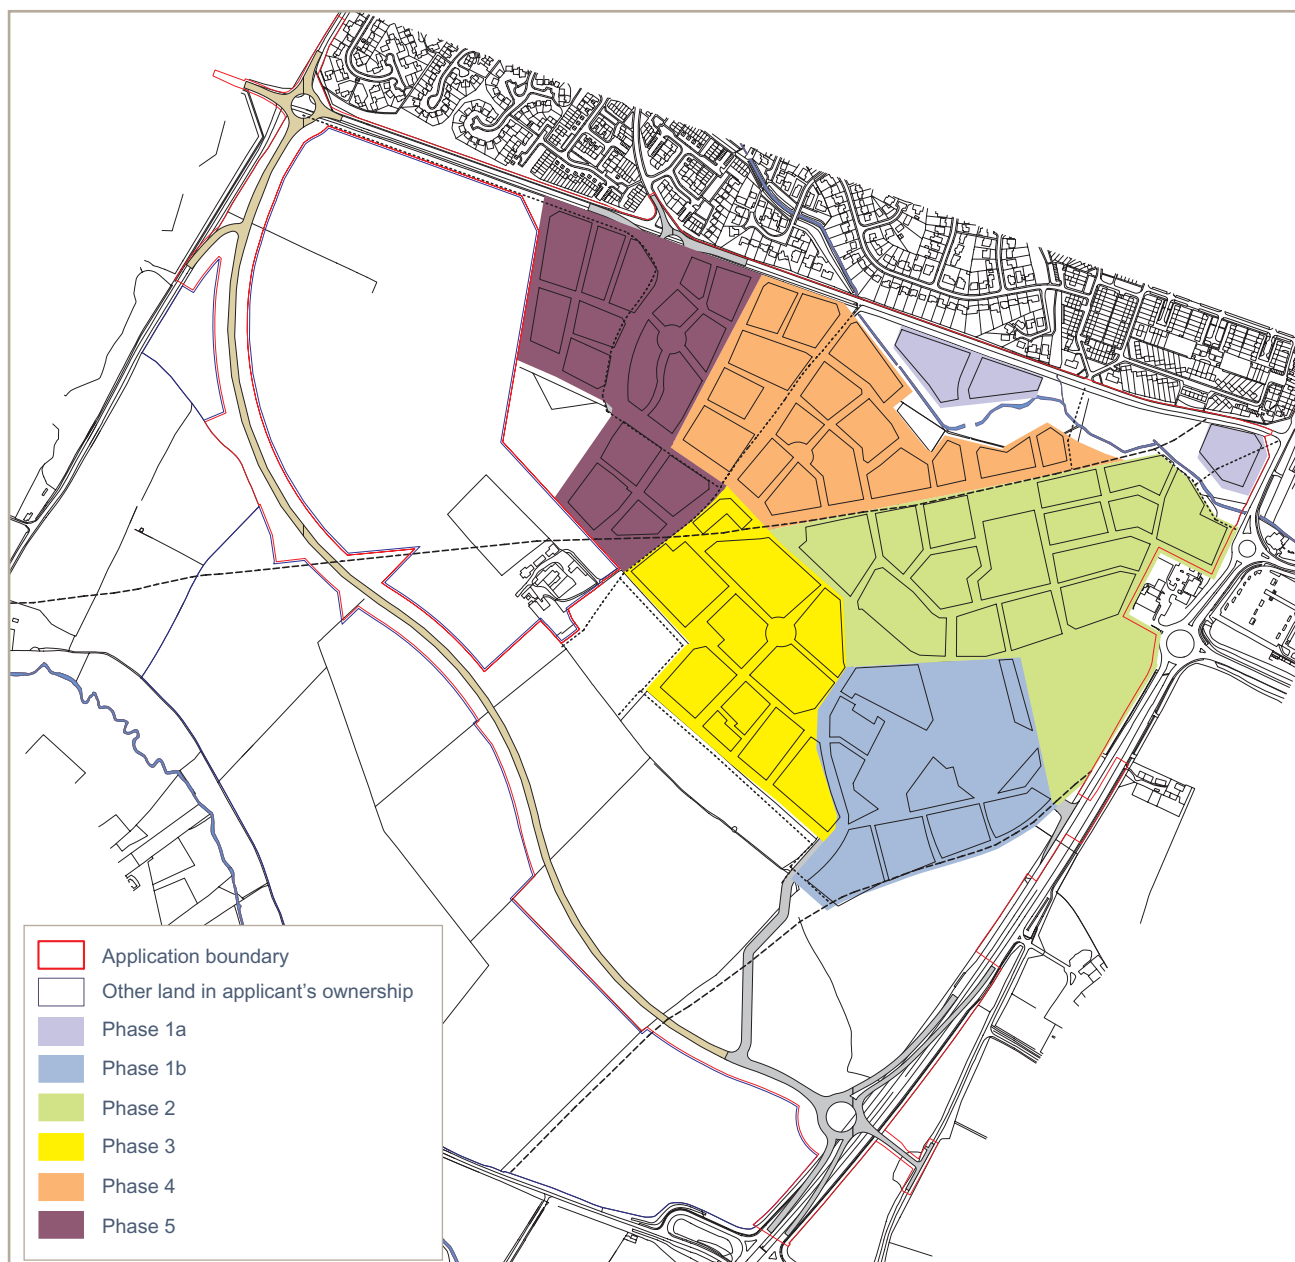 Application boundary
Other land in applicant's ownership
Phase 1a
Phase 1b
Phase 2
Phase 3
Phase 4
Phase 5